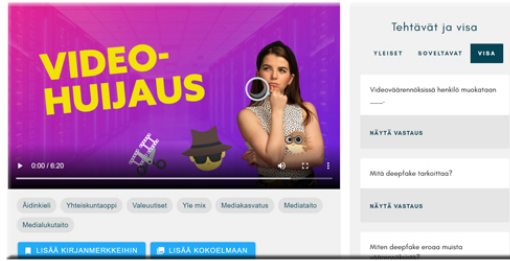 VIDEO-
HUIJAUS
0:00 / 6:20
Äidinkieli Yhteiskuntaoppi Valeuutiset Yle mix Mediakasvatus Mediataito
Medialukutaito
LISÄÄ KIRJANMERKKEIHIN LISÄÄ KOKOELMAAN
Tehtävät ja visa
YLEISET SOVELTAVAT VISA
Videoväärennöksissä henkilö muokataan
____.
NÄYTÄ VASTAUS
Mitä deepfake tarkoittaa?
NÄYTÄ VASTAUS
Miten deepfake eroaa muista